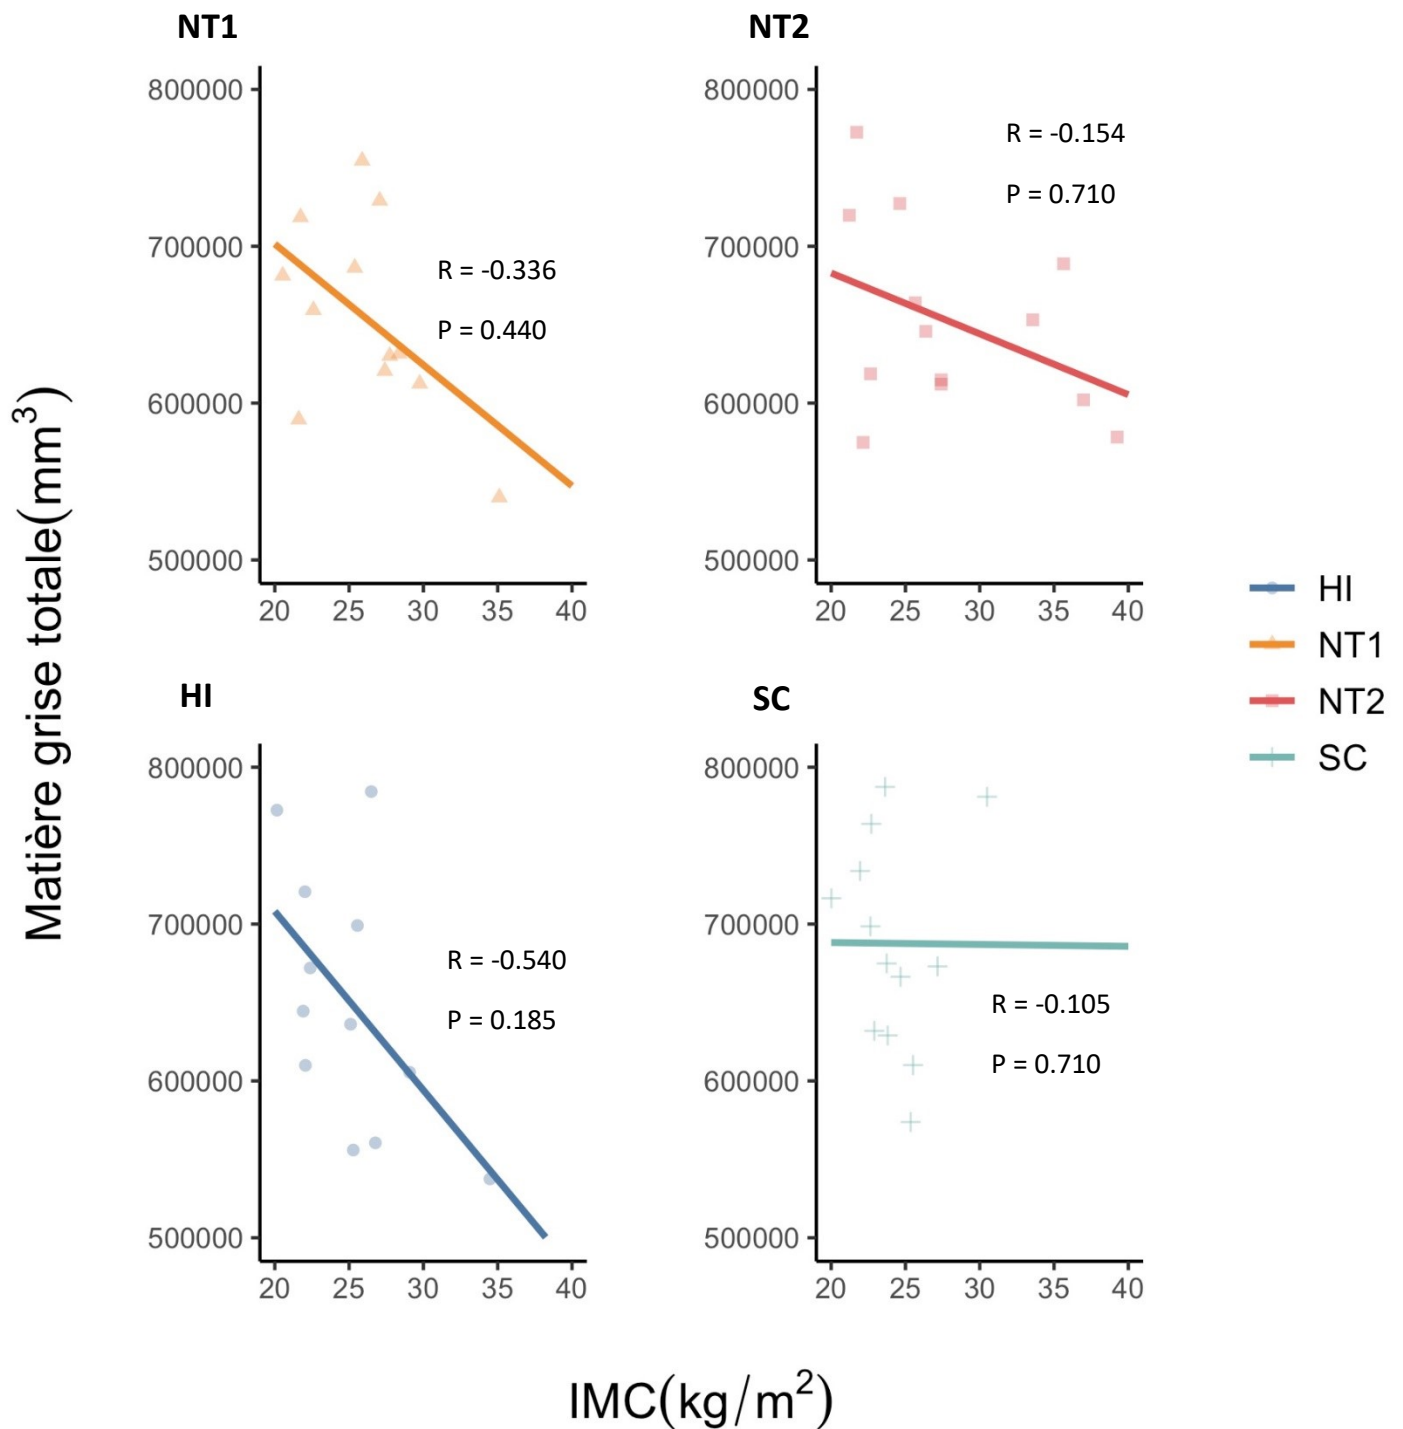 NT1
800000
700000
600000
500000
R = -0.336
P = 0.440
20 25 30 35 40
NT2
800000
700000
600000
500000
R = -0.154
P = 0.710
20 25 30 35 40
HI
800000
700000
600000
500000
R = -0.540
P = 0.185
20 25 30 35 40
SC
800000
700000
600000
500000
R = -0.105
P = 0.710
20 25 30 35 40
Matière grise totale(mm³)
IMC(kg/m²)
HI
NT1
NT2
SC